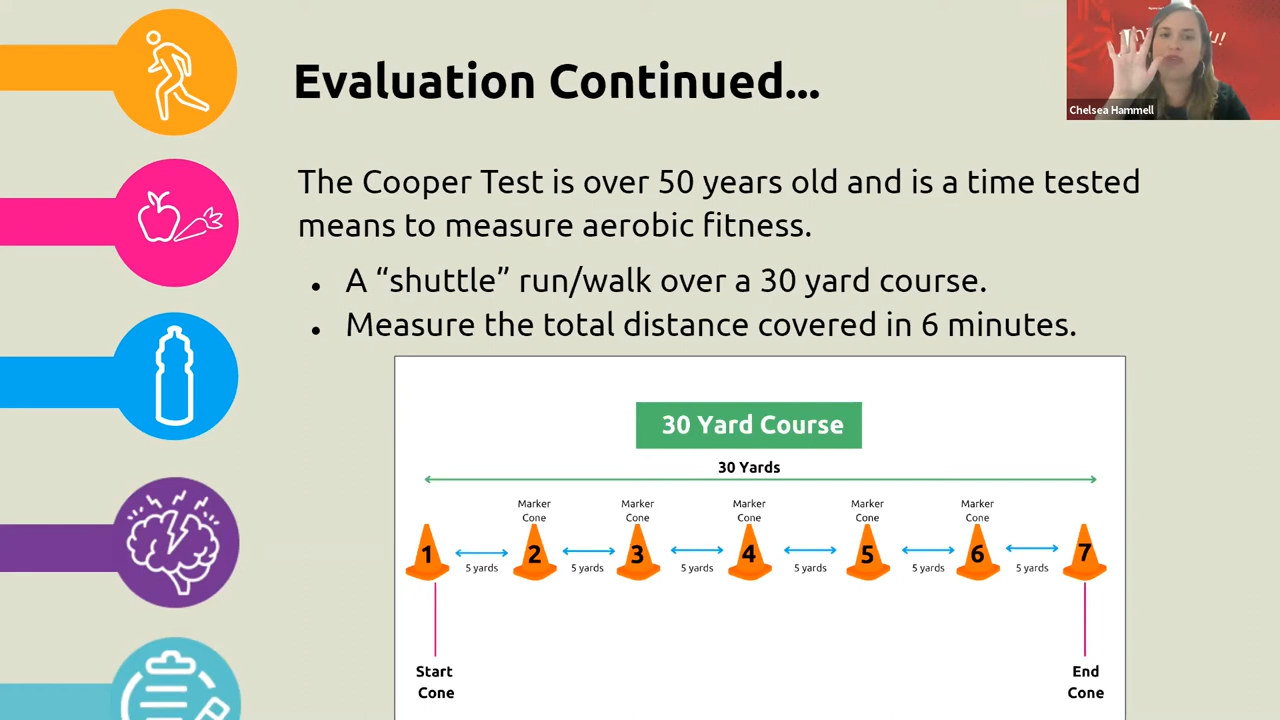 Evaluation Continued...
Chelsea Hammell
The Cooper Test is over 50 years old and is a time tested
means to measure aerobic fitness.
• A “shuttle” run/walk over a 30 yard course.
• Measure the total distance covered in 6 minutes.
30 Yard Course
30 Yards
Marker Cone
Marker Cone
Marker Cone
Marker Cone
Marker Cone
1 2 3 4 5 6 7
5 yards 5 yards 5 yards 5 yards 5 yards 5 yards
Start
Cone
End
Cone